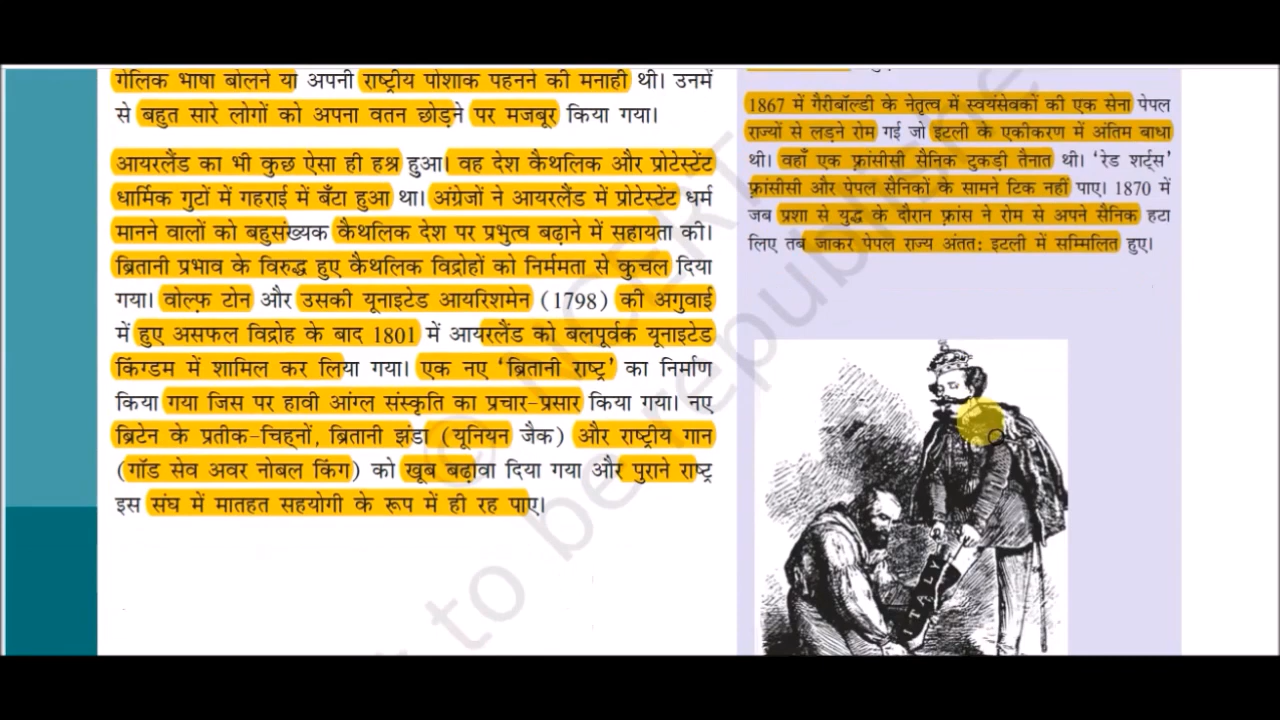 गेलिक भाषा बोलने या अपनी राष्ट्रीय पोशाक पहनने की मनाही थी। उनमें
से बहुत सारे लोगों को अपना वतन छोड़ने पर मजबूर किया गया।
आयरलैंड का भी कुछ ऐसा ही हश्र हुआ। वह देश कैथलिक और प्रोटेस्टेंट
धार्मिक गुटों में गहराई में बँटा हुआ था। अंग्रेजों ने आयरलैंड में प्रोटेस्टेंट धर्म
मानने वालों को बहुसंख्यक कैथलिक देश पर प्रभुत्व बढ़ाने में सहायता की।
ब्रितानी प्रभाव के विरुद्ध हुए कैथलिक विद्रोहों को निर्ममता से कुचल दिया
गया। वोल्फ़ टोन और उसकी यूनाइटेड आयरिशमेन (1798) की अगुवाई
में हुए असफल विद्रोह के बाद 1801 में आयरलैंड को बलपूर्वक यूनाइटेड
किंग्डम में शामिल कर लिया गया। एक नए ‘ब्रितानी राष्ट्र’ का निर्माण
किया गया जिस पर हावी आंग्ल संस्कृति का प्रचार-प्रसार किया गया। नए
ब्रिटेन के प्रतीक-चिह्नों, ब्रितानी झंडा (यूनियन जैक) और राष्ट्रीय गान
(गॉड सेव अवर नोबल किंग) को खूब बढ़ावा दिया गया और पुराने राष्ट्र
इस संघ में मातहत सहयोगी के रूप में ही रह पाए।
1867 में गैरीबॉल्डी के नेतृत्व में स्वयंसेवकों की एक सेना पेपल
राज्यों से लड़ने रोम गई जो इटली के एकीकरण में अंतिम बाधा
थी। वहाँ एक फ़्रांसीसी सैनिक टुकड़ी तैनात थी। ‘रेड शर्ट्स’
फ़्रांसीसी और पेपल सैनिकों के सामने टिक नहीं पाए। 1870 में
जब प्रशा से युद्ध के दौरान फ़्रांस ने रोम से अपने सैनिक हटा
लिए तब जाकर पेपल राज्य अंततः इटली में सम्मिलित हुए।
ITALY